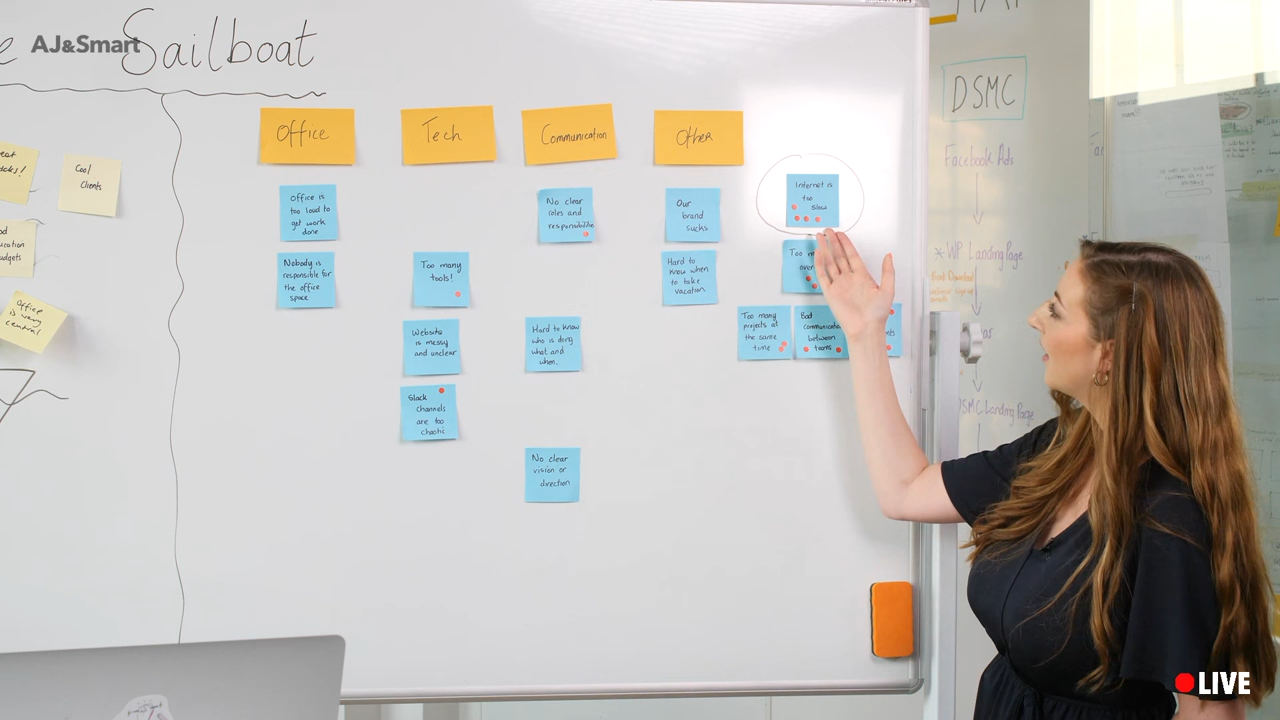 AJ&Smart
Sailboat
Cool
Clients
Office
is very
central
Office
Office is
too loud to
get work
done
Nobody is
responsible for
the office
space
Tech
Too many
tools!
Website
is messy
and unclear
Slack
channels
are too
chaotic
Communication
No clear
roles and
responsibilities
Hard to know
who is doing
what and
when.
No clear
vision or
direction
Other
Our
brand
sucks
Hard to
know when
to take
vacation
Internet is
too
slow
Too
over
Too many
projects at
the same
time
Bad
communication
between
teams
DSMC
Facebook Ads
* WP Landing Page
DSMC Landing Page
LIVE